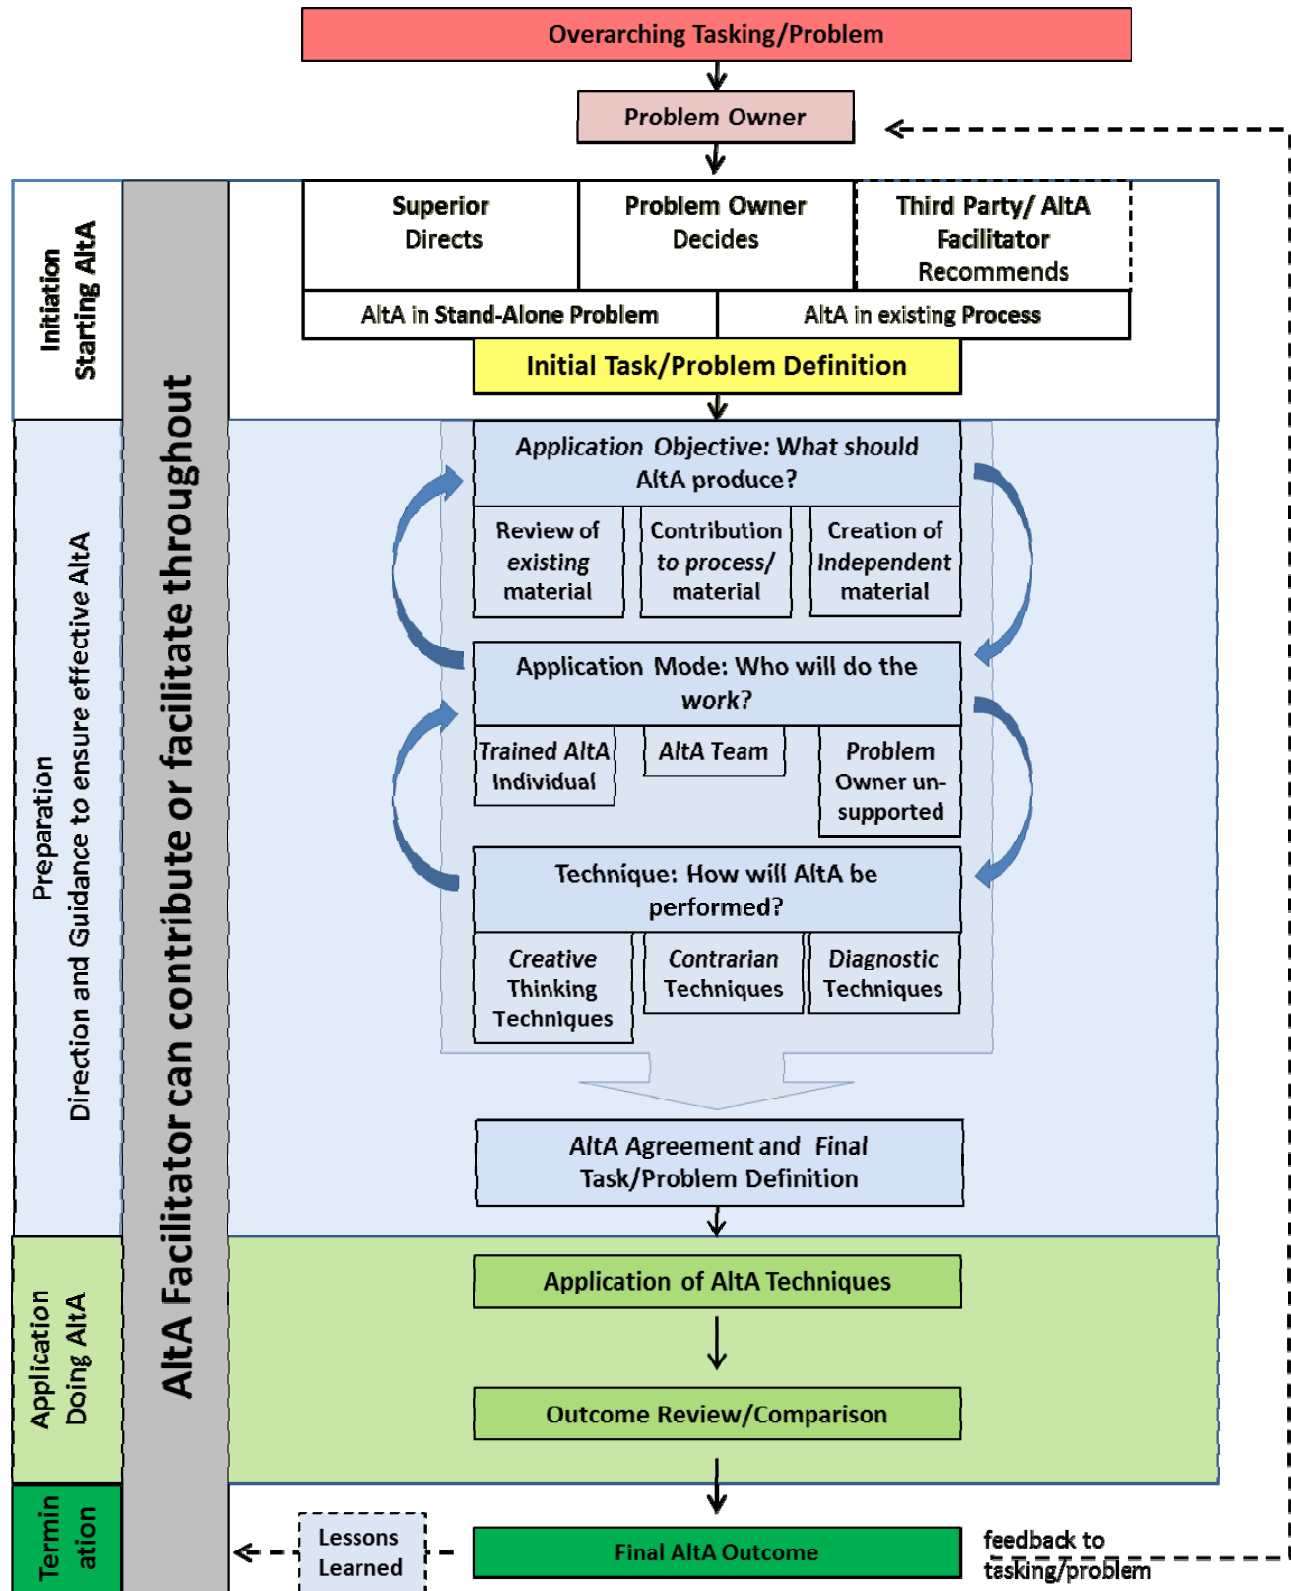 Overarching Tasking/Problem
Problem Owner
Initiation
Starting AltA
Superior
Directs
Problem Owner
Decides
Third Party/ AltA
Facilitator
Recommends
AltA in Stand-Alone Problem
AltA in existing Process
Initial Task/Problem Definition
AltA Facilitator can contribute or facilitate throughout
Preparation
Direction and Guidance to ensure effective AltA
Application Objective: What should
AltA produce?
Review of
existing
material
Contribution
to process/
material
Creation of
Independent
material
Application Mode: Who will do the
work?
Trained AltA
Individual
AltA Team
Problem
Owner un-
supported
Technique: How will AltA be
performed?
Creative
Thinking
Techniques
Contrarian
Techniques
Diagnostic
Techniques
AltA Agreement and Final
Task/Problem Definition
Application
Doing AltA
Application of AltA Techniques
Outcome Review/Comparison
Termin
ation
Lessons
Learned
Final AltA Outcome
feedback to
tasking/problem